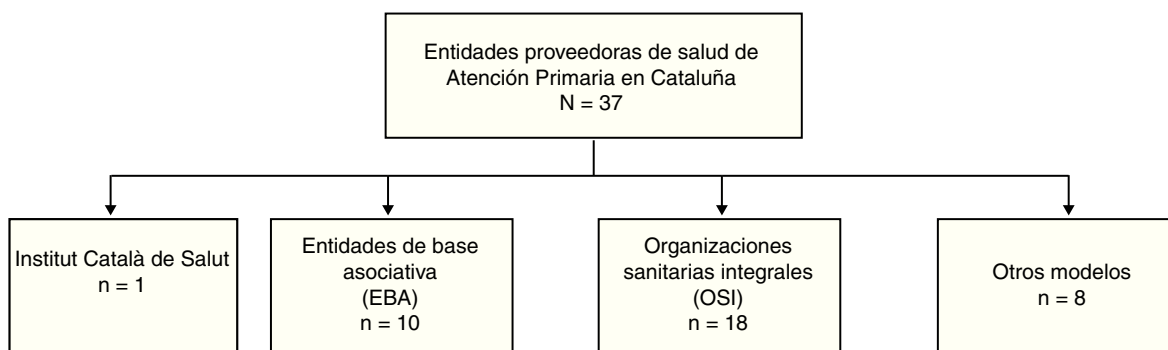 Entidades proveedoras de salud de
Atención Primaria en Cataluña
N = 37
Institut Català de Salut
n = 1
Entidades de base
asociativa
(EBA)
n = 10
Organizaciones
sanitarias integrales
(OSI)
n = 18
Otros modelos
n = 8